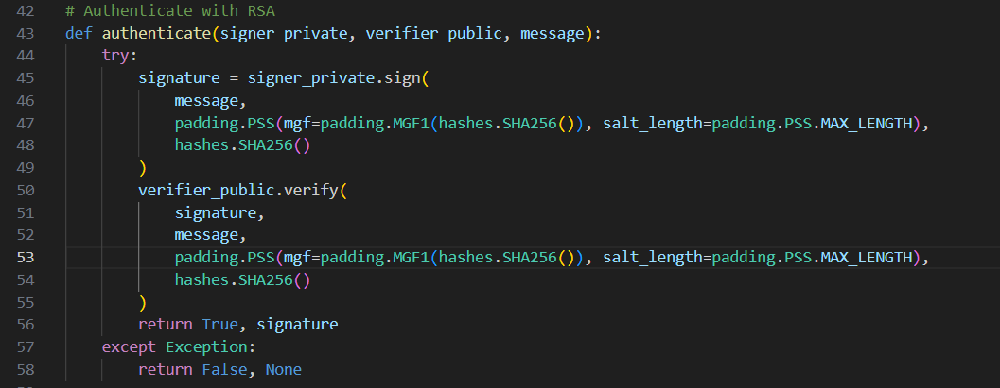 42 # Authenticate with RSA
43 def authenticate(signer_private, verifier_public, message):
44     try:
45         signature = signer_private.sign(
46             message,
47             padding.PSS(mgf=padding.MGF1(hashes.SHA256()), salt_length=padding.PSS.MAX_LENGTH),
48             hashes.SHA256()
49         )
50         verifier_public.verify(
51             signature,
52             message,
53             padding.PSS(mgf=padding.MGF1(hashes.SHA256()), salt_length=padding.PSS.MAX_LENGTH),
54             hashes.SHA256()
55         )
56         return True, signature
57     except Exception:
58         return False, None